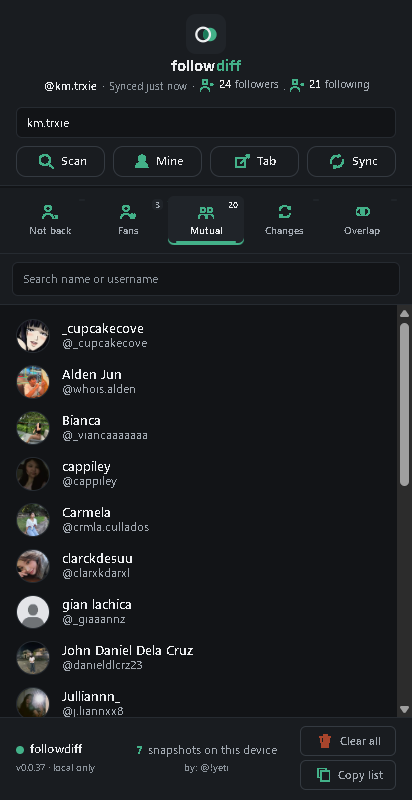 followdiff
@km.trxie · Synced just now · 24 followers · 21 following
km.trxie
Scan Mine Tab Sync
Not back
3 Fans
20 Mutual
Changes
Overlap
Search name or username
_cupcakecove
@_cupcakecove
Alden Jun
@whois.alden
Bianca
@_viancaaaaaaa
cappiley
@cappiley
Carmela
@crmla.cullados
clarckdesuu
@clarxkdarxl
gian lachica
@_giaaannz
John Daniel Dela Cruz
@danieldlcrz23
Julliannn_
@j.liannxx8
followdiff
v0.0.37 · local only
7 snapshots on this device
by: @!yeti
Clear all
Copy list